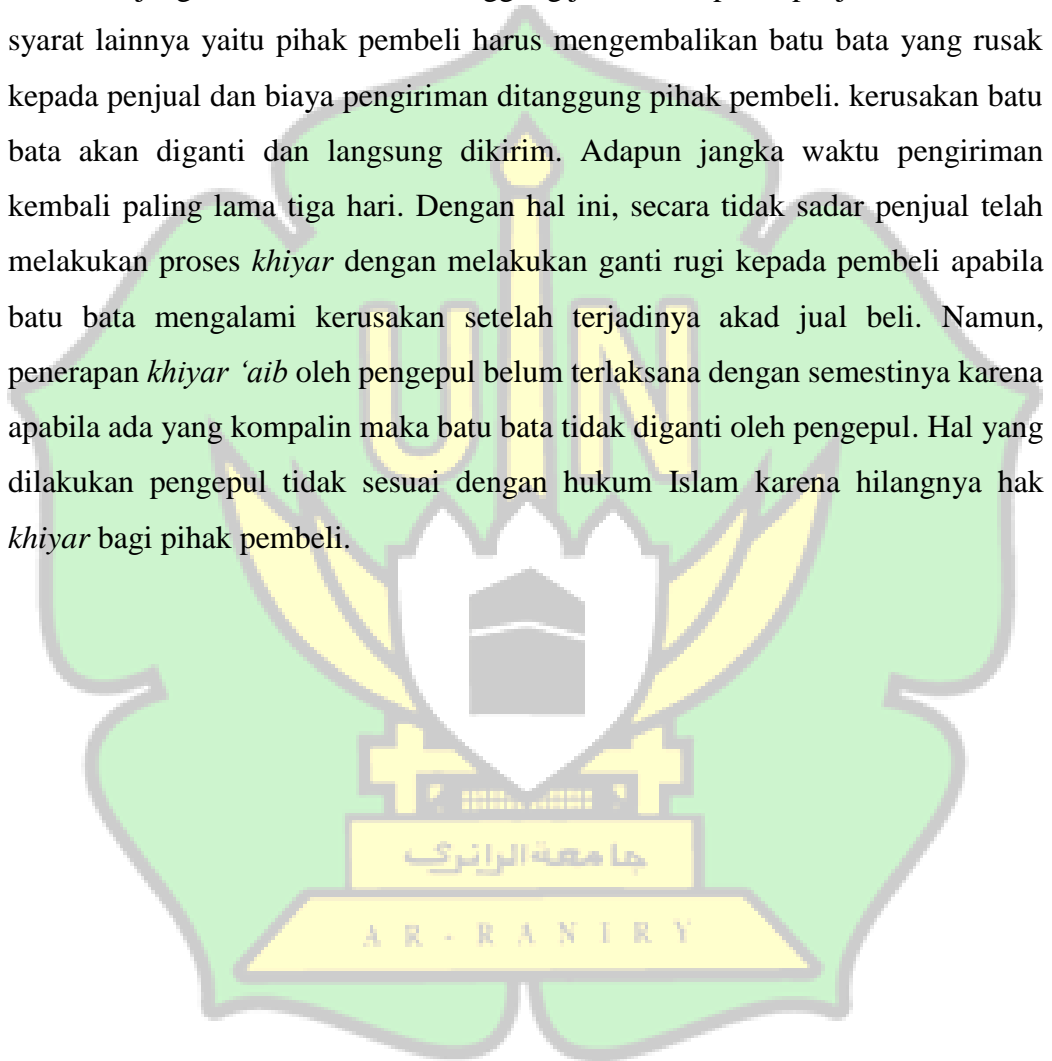 syarat lainnya yaitu pihak pembeli harus mengembalikan batu bata yang rusak
kepada penjual dan biaya pengiriman ditanggung pihak pembeli. kerusakan batu
bata akan diganti dan langsung dikirim. Adapun jangka waktu pengiriman
kembali paling lama tiga hari. Dengan hal ini, secara tidak sadar penjual telah
melakukan proses khiyar dengan melakukan ganti rugi kepada pembeli apabila
batu bata mengalami kerusakan setelah terjadinya akad jual beli. Namun,
penerapan khiyar ‘aib oleh pengepul belum terlaksana dengan semestinya karena
apabila ada yang kompalin maka batu bata tidak diganti oleh pengepul. Hal yang
dilakukan pengepul tidak sesuai dengan hukum Islam karena hilangnya hak
khiyar bagi pihak pembeli.
UIN
جامعة الرانري
AR-RANIRY